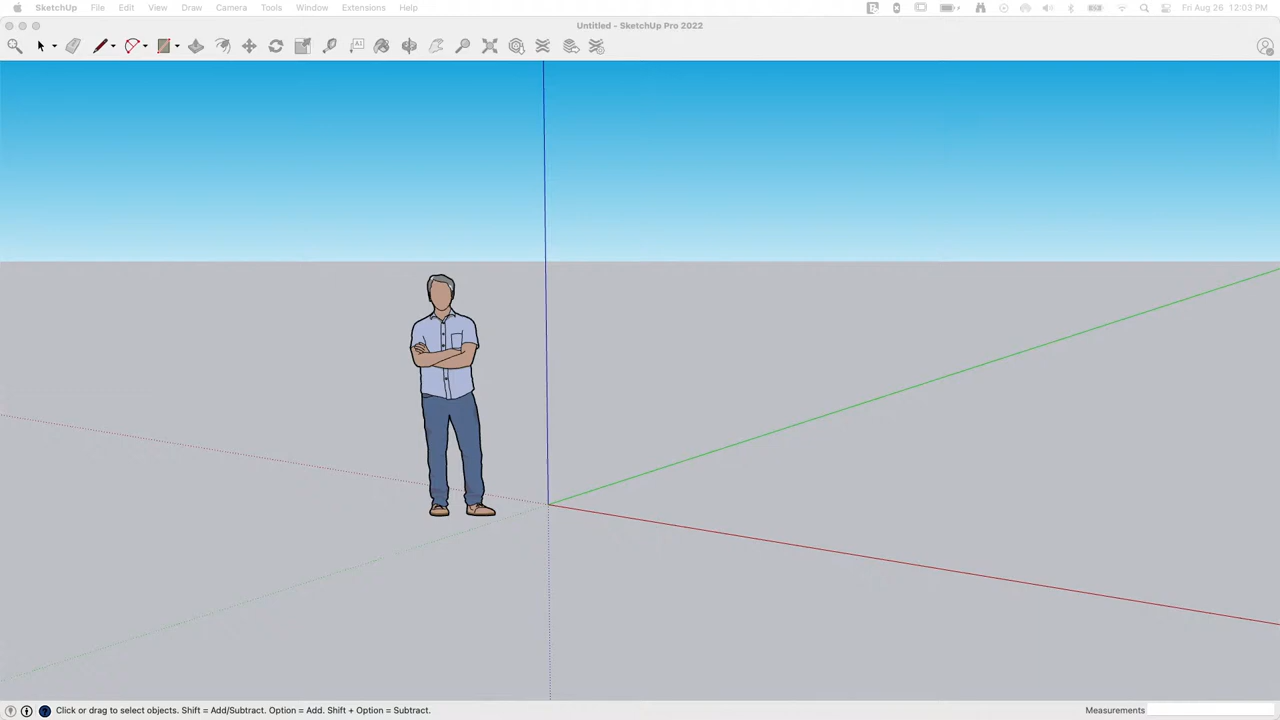 SketchUp File Edit View Draw Camera Tools Window Extensions Help Fri Aug 26 12:03 PM
Untitled - SketchUp Pro 2022
Click or drag to select objects. Shift = Add/Subtract. Option = Add. Shift + Option = Subtract. Measurements